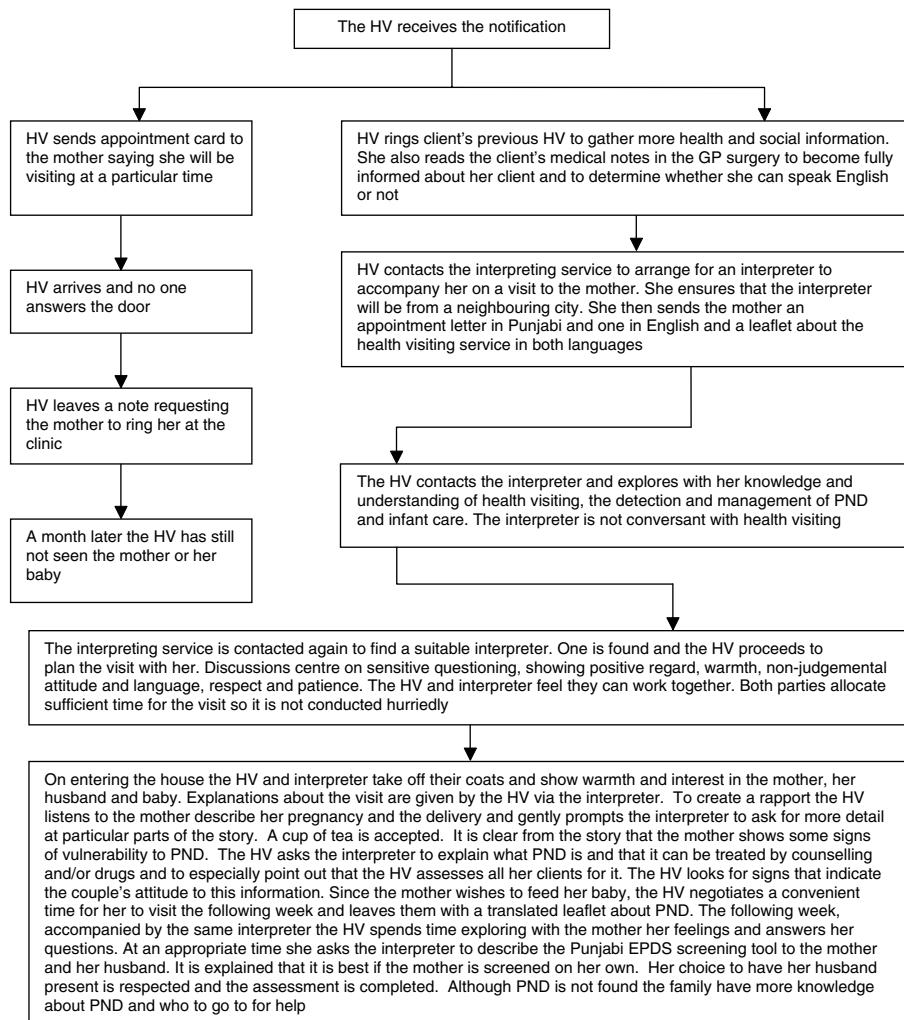 The HV receives the notification
HV sends appointment card to
the mother saying she will be
visiting at a particular time
HV arrives and no one
answers the door
HV leaves a note requesting
the mother to ring her at the
clinic
A month later the HV has still
not seen the mother or her
baby
HV rings client's previous HV to gather more health and social information.
She also reads the client's medical notes in the GP surgery to become fully
informed about her client and to determine whether she can speak English
or not
HV contacts the interpreting service to arrange for an interpreter to
accompany her on a visit to the mother. She ensures that the interpreter
will be from a neighbouring city. She then sends the mother an
appointment letter in Punjabi and one in English and a leaflet about the
health visiting service in both languages
The HV contacts the interpreter and explores with her knowledge and
understanding of health visiting, the detection and management of PND
and infant care. The interpreter is not conversant with health visiting
The interpreting service is contacted again to find a suitable interpreter. One is found and the HV proceeds to
plan the visit with her. Discussions centre on sensitive questioning, showing positive regard, warmth, non-judgemental
attitude and language, respect and patience. The HV and interpreter feel they can work together. Both parties allocate
sufficient time for the visit so it is not conducted hurriedly
On entering the house the HV and interpreter take off their coats and show warmth and interest in the mother, her
husband and baby. Explanations about the visit are given by the HV via the interpreter. To create a rapport the HV
listens to the mother describe her pregnancy and the delivery and gently prompts the interpreter to ask for more detail
at particular parts of the story. A cup of tea is accepted. It is clear from the story that the mother shows some signs
of vulnerability to PND. The HV asks the interpreter to explain what PND is and that it can be treated by counselling
and/or drugs and to especially point out that the HV assesses all her clients for it. The HV looks for signs that indicate
the couple's attitude to this information. Since the mother wishes to feed her baby, the HV negotiates a convenient
time for her to visit the following week and leaves them with a translated leaflet about PND. The following week,
accompanied by the same interpreter the HV spends time exploring with the mother her feelings and answers her
questions. At an appropriate time she asks the interpreter to describe the Punjabi EPDS screening tool to the mother
and her husband. It is explained that it is best if the mother is screened on her own. Her choice to have her husband
present is respected and the assessment is completed. Although PND is not found the family have more knowledge
about PND and who to go to for help